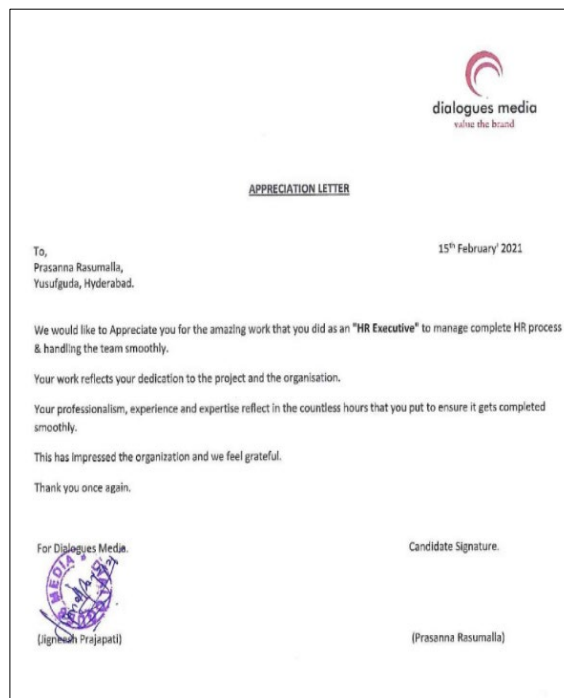 dialogues media
value the brand
APPRECIATION LETTER
To,
15th February' 2021
Prasanna Rasumalla,
Yusufguda, Hyderabad.
We would like to Appreciate you for the amazing work that you did as an "HR Executive" to manage complete HR process
& handling the team smoothly.
Your work reflects your dedication to the project and the organisation.
Your professionalism, experience and expertise reflect in the countless hours that you put to ensure it gets completed
smoothly.
This has impressed the organization and we feel grateful.
Thank you once again.
For Dialogues Media.
Candidate Signature.
MEDIA
(Jigneesh Prajapati)
(Prasanna Rasumalla)